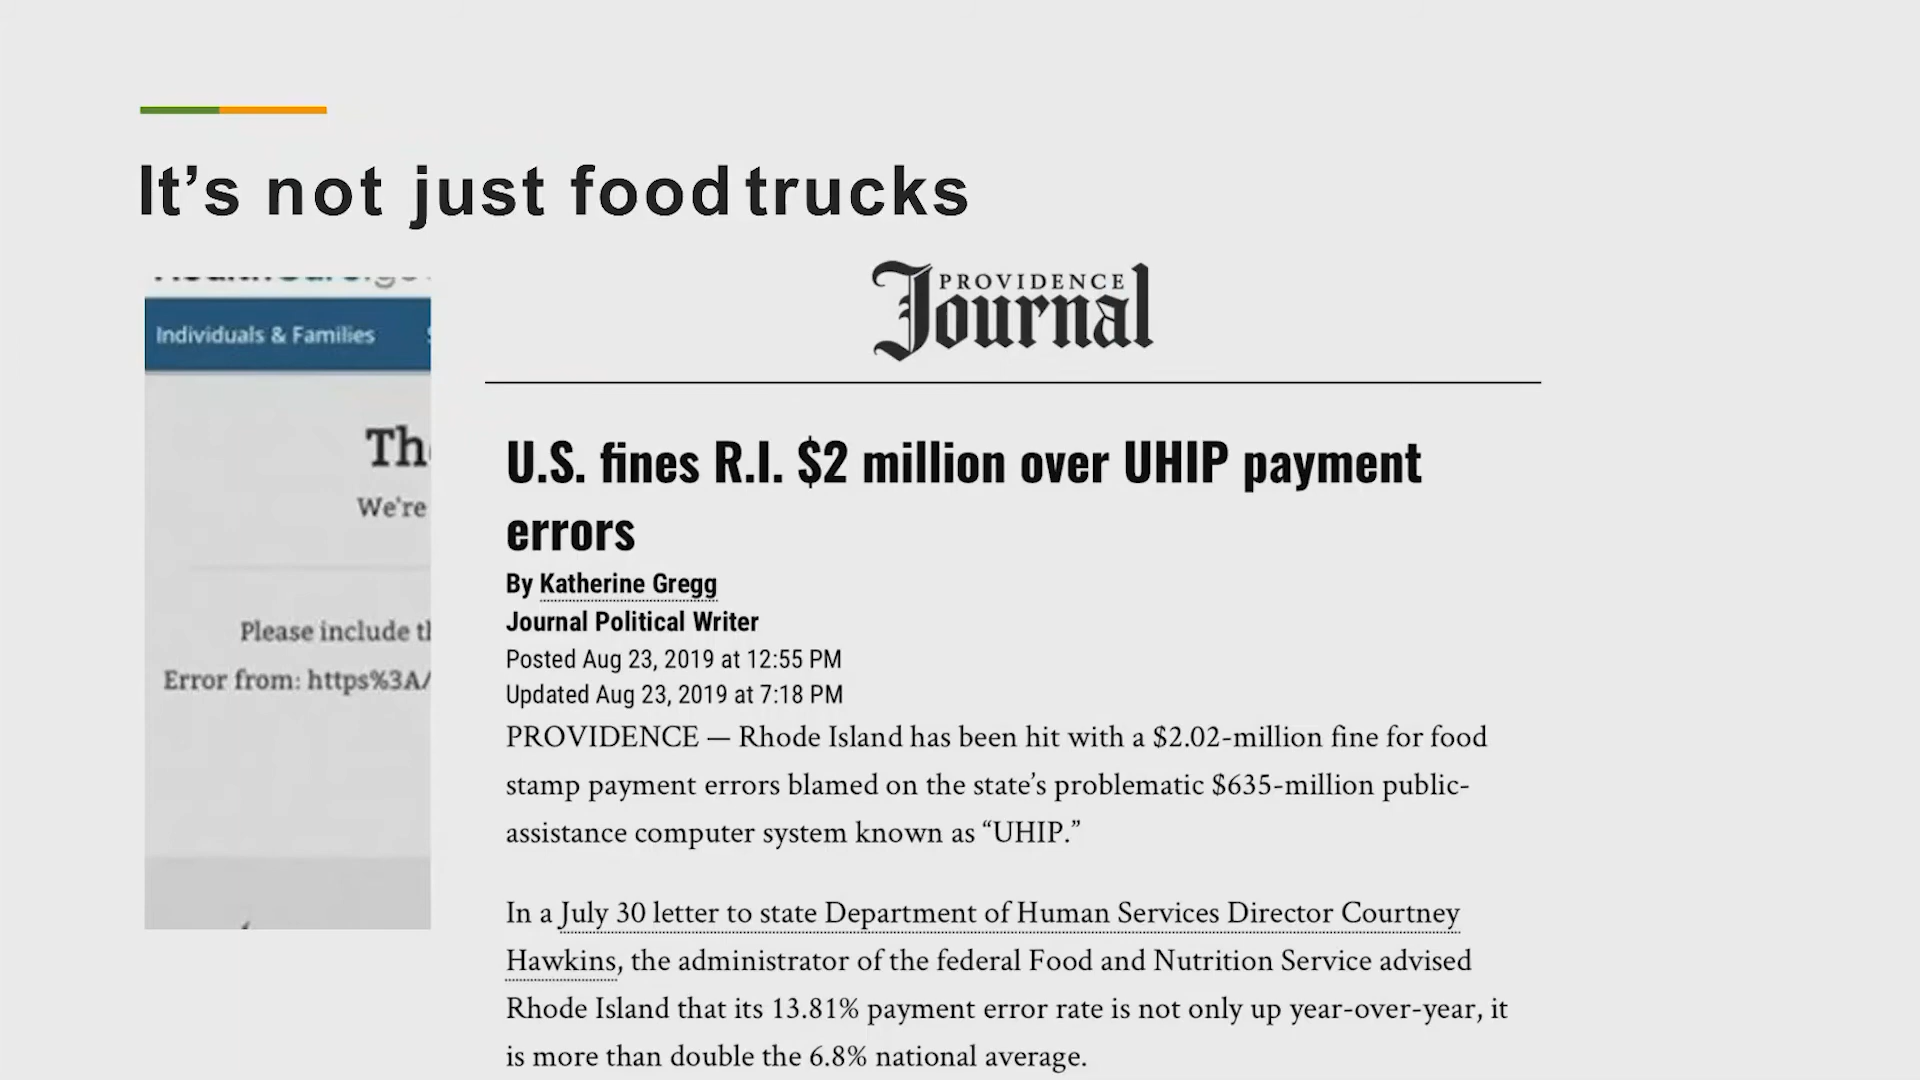 It’s not just food trucks
Individuals & Families
We're
Please include
Error from: https%3A/
PROVIDENCE
Journal
U.S. fines R.I. $2 million over UHIP payment
errors
By Katherine Gregg
Journal Political Writer
Posted Aug 23, 2019 at 12:55 PM
Updated Aug 23, 2019 at 7:18 PM
PROVIDENCE — Rhode Island has been hit with a $2.02-million fine for food
stamp payment errors blamed on the state’s problematic $635-million public-
assistance computer system known as “UHIP.”
In a July 30 letter to state Department of Human Services Director Courtney
Hawkins, the administrator of the federal Food and Nutrition Service advised
Rhode Island that its 13.81% payment error rate is not only up year-over-year, it
is more than double the 6.8% national average.